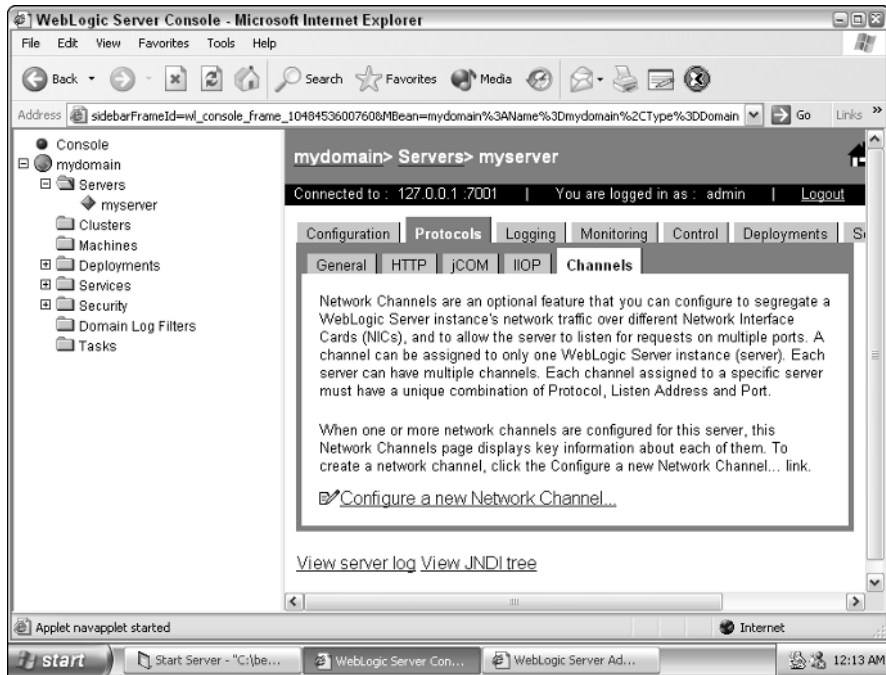 WebLogic Server Console - Microsoft Internet Explorer
File Edit View Favorites Tools Help
Back Search Favorites Media
Address sidebarFrameId=wl_console_frame_1048453600760&MBean=mydomain%3AName%3Dmydomain%2CType%3DDomain Go Links »
Console
mydomain
Servers
myserver
Clusters
Machines
Deployments
Services
Security
Domain Log Filters
Tasks
mydomain> Servers> myserver
Connected to : 127.0.0.1 :7001 | You are logged in as : admin | Logout
Configuration Protocols Logging Monitoring Control Deployments
General HTTP jCOM IIOP Channels
Network Channels are an optional feature that you can configure to segregate a
WebLogic Server instance's network traffic over different Network Interface
Cards (NICs), and to allow the server to listen for requests on multiple ports. A
channel can be assigned to only one WebLogic Server instance (server). Each
server can have multiple channels. Each channel assigned to a specific server
must have a unique combination of Protocol, Listen Address and Port.
When one or more network channels are configured for this server, this
Network Channels page displays key information about each of them. To
create a network channel, click the Configure a new Network Channel... link.
Configure a new Network Channel...
View server log View JNDI tree
Applet navapplet started Internet
start Start Server - "C:\be... WebLogic Server Con... WebLogic Server Ad... 12:13 AM